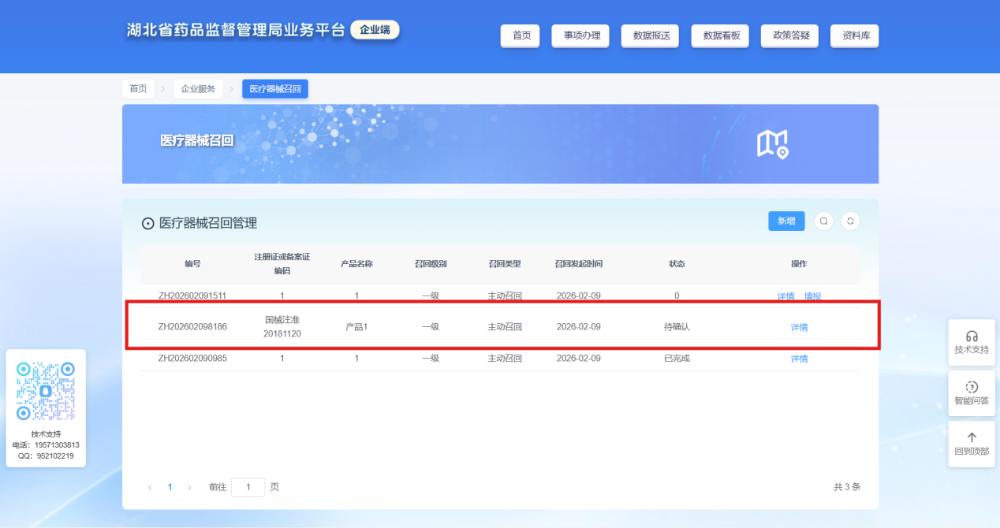 湖北省药品监督管理局业务平台 企业端
首页 事项办理 数据报送 数据看板 政策答疑 资料库
首页 企业服务 医疗器械召回
医疗器械召回
医疗器械召回管理
新增
编号 注册证或备案证编码 产品名称 召回级别 召回类型 召回发起时间 状态 操作
ZH202602091511 1 1 一级 主动召回 2026-02-09 0 详情 填报
ZH202602098186 国械注准20181120 产品1 一级 主动召回 2026-02-09 待确认 详情
ZH202602090985 1 1 一级 主动召回 2026-02-09 已完成 详情
1 前往 1 页
共 3 条
技术支持
电话：19571303813
QQ：952102219
技术支持
智能问答
回到顶部